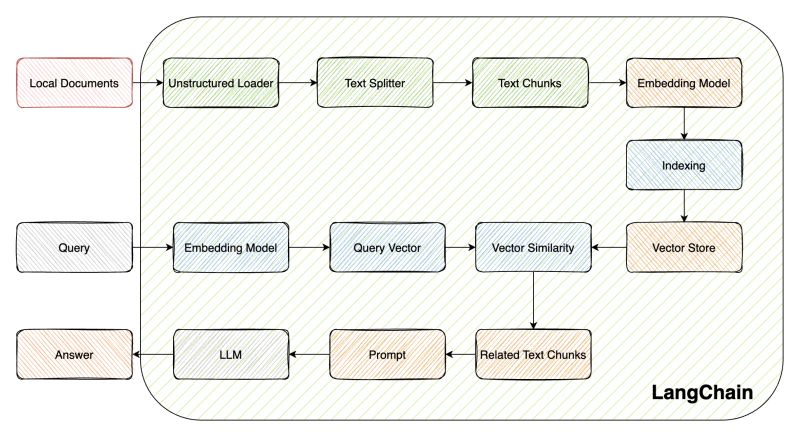 Local Documents
Unstructured Loader
Text Splitter
Text Chunks
Embedding Model
Indexing
Query
Embedding Model
Query Vector
Vector Similarity
Vector Store
Answer
LLM
Prompt
Related Text Chunks
LangChain